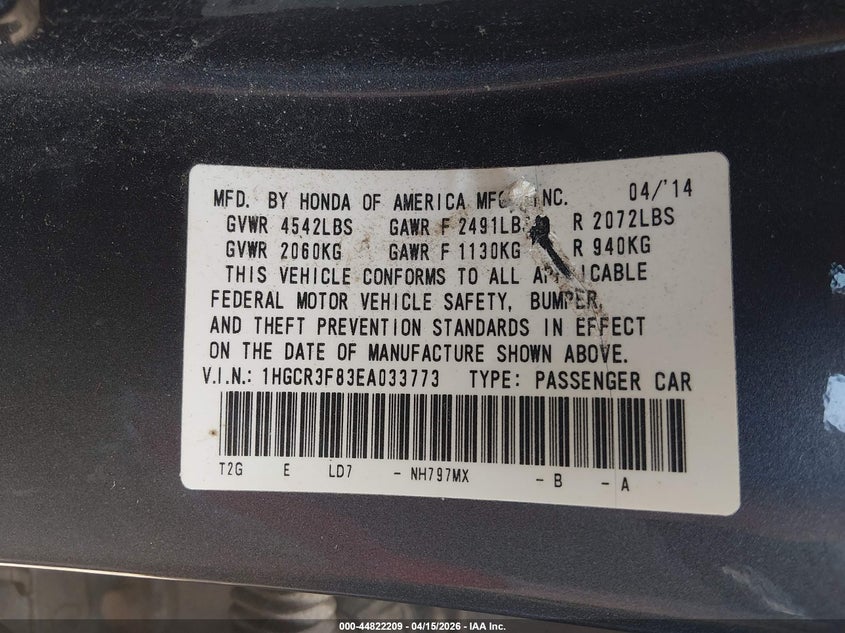 MFD. BY HONDA OF AMERICA MFG. INC. 04/'14
GVWR 4542LBS GAWR F 2491LB R 2072LBS
GVWR 2060KG GAWR F 1130KG R 940KG
THIS VEHICLE CONFORMS TO ALL APPLICABLE
FEDERAL MOTOR VEHICLE SAFETY, BUMPER,
AND THEFT PREVENTION STANDARDS IN EFFECT
ON THE DATE OF MANUFACTURE SHOWN ABOVE.
V.I.N.: 1HGCR3F83EA033773 TYPE: PASSENGER CAR
T2G E LD7 - NH797MX - B - A
000-44822209 - 04/15/2026 - IAA Inc.